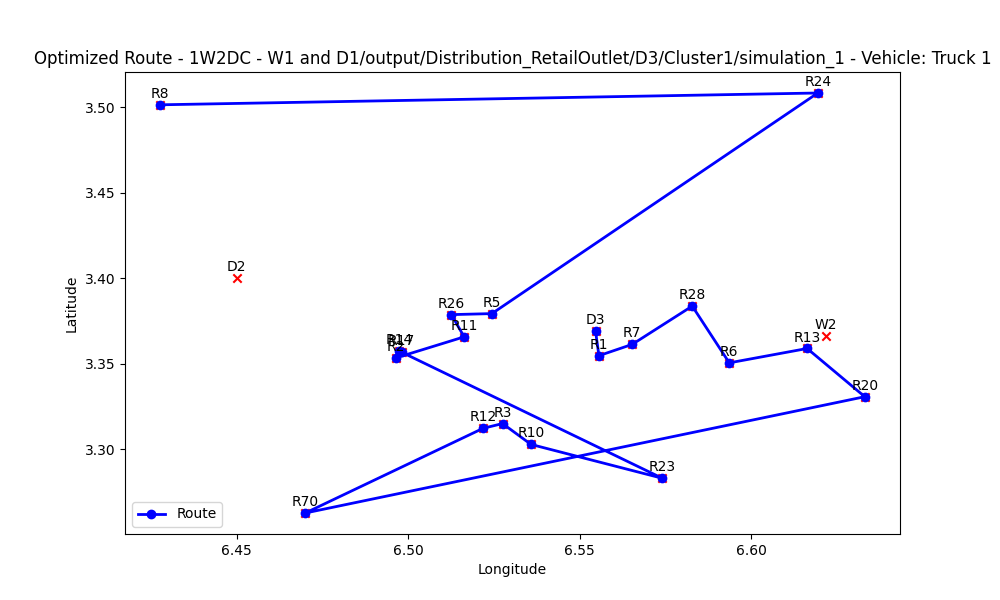 Optimized Route - 1W2DC - W1 and D1/output/Distribution_RetailOutlet/D3/Cluster1/simulation_1 - Vehicle: Truck 1
R8
R24
3.50
3.45
D2
3.40
R28
R26
R5
D3
W2
R11
R7
R13
R1
R6
3.35
R20
R12
R3
R10
3.30
R23
R70
Route
6.45
6.50
6.55
6.60
Longitude
Latitude